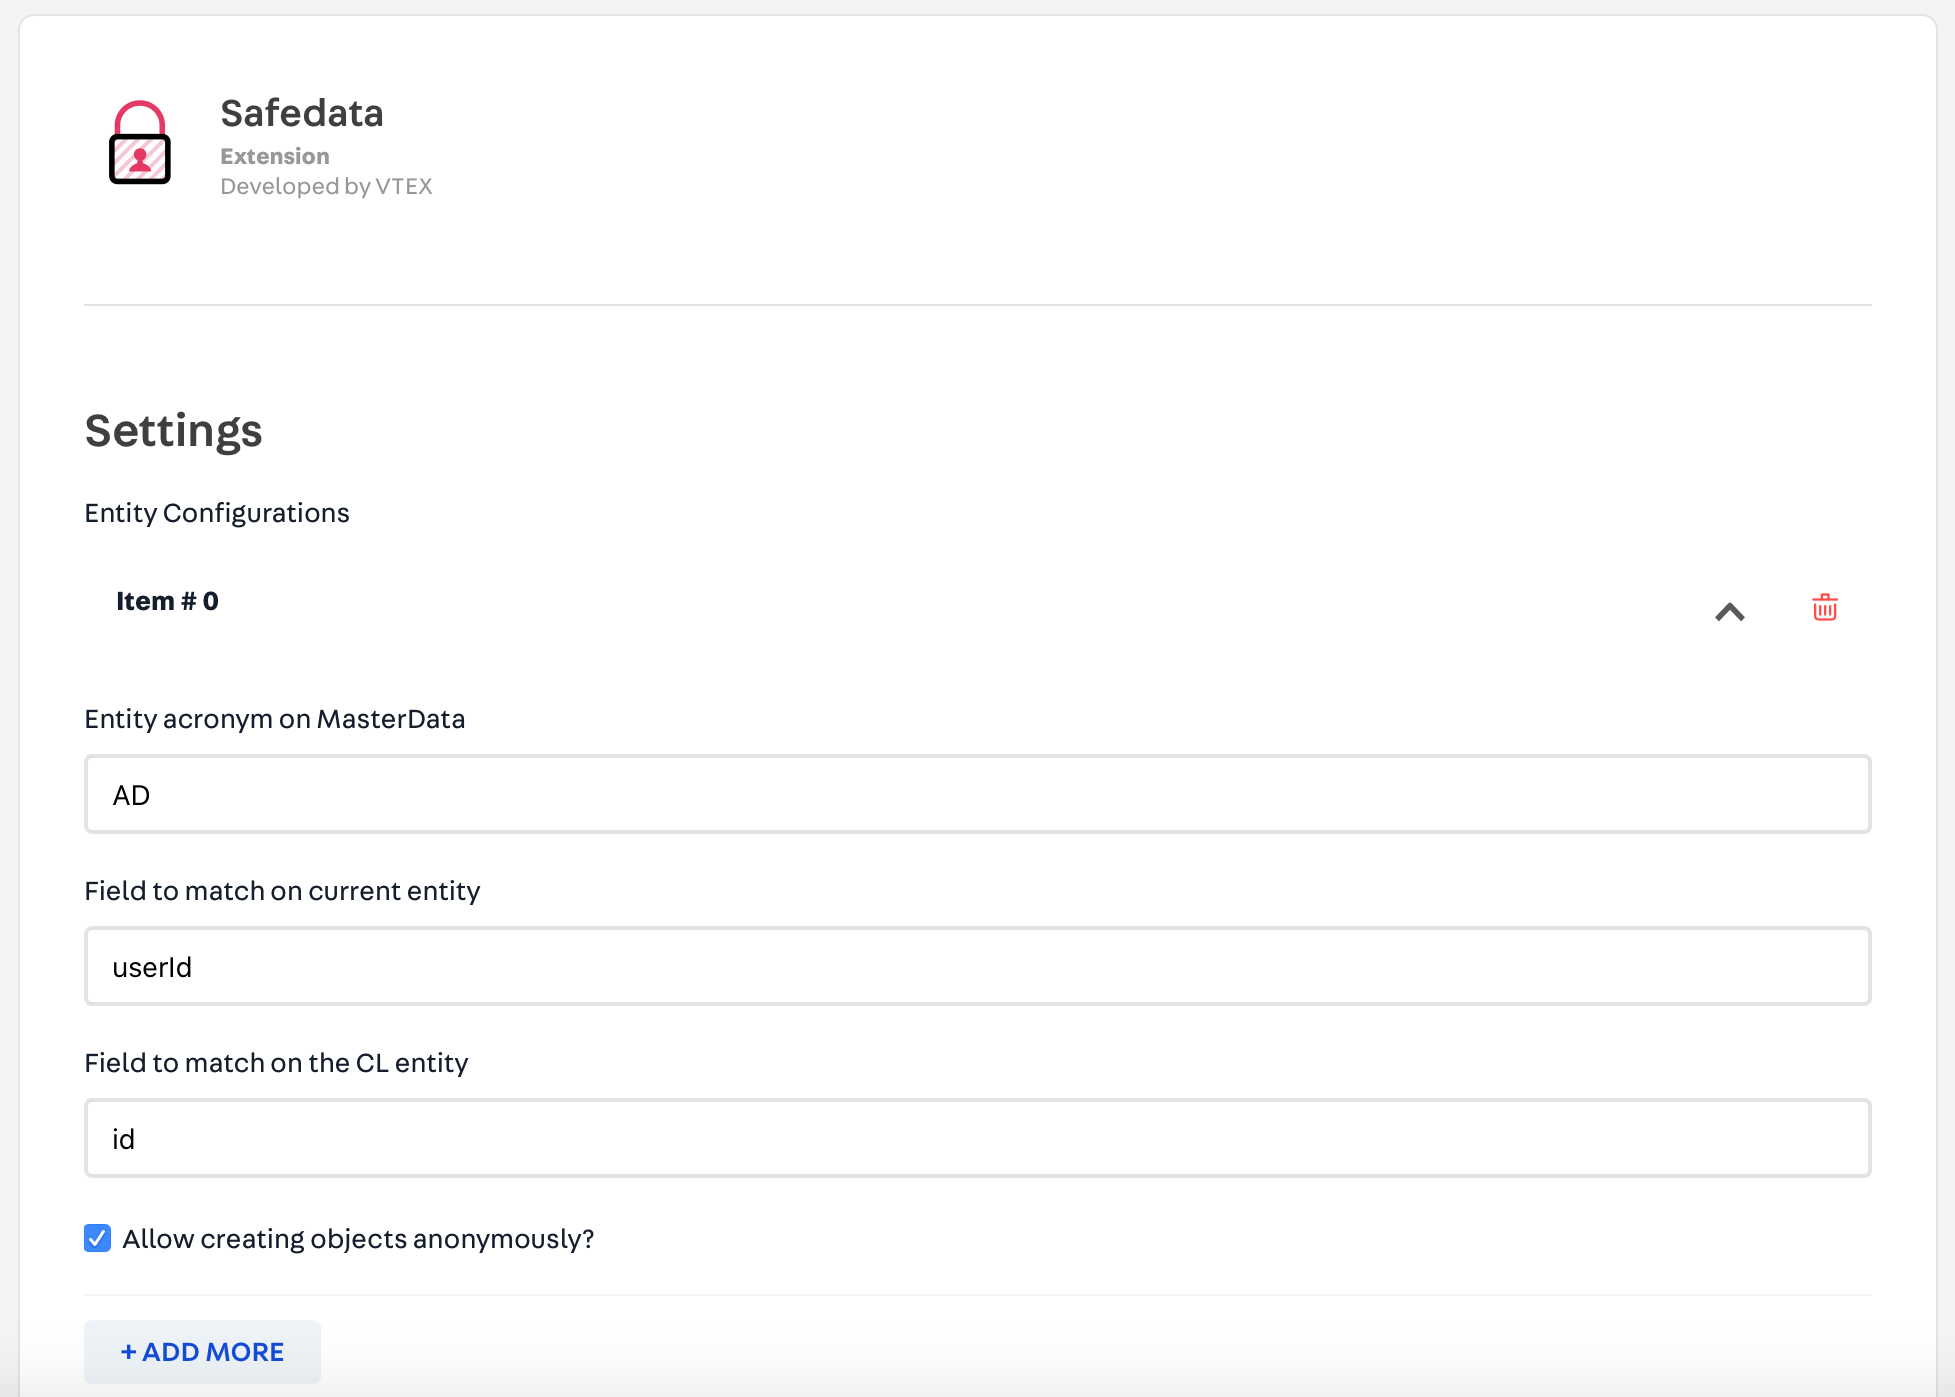 Safedata
Extension
Developed by VTEX
Settings
Entity Configurations
Item # 0
Entity acronym on MasterData
AD
Field to match on current entity
userId
Field to match on the CL entity
id
Allow creating objects anonymously?
+ ADD MORE